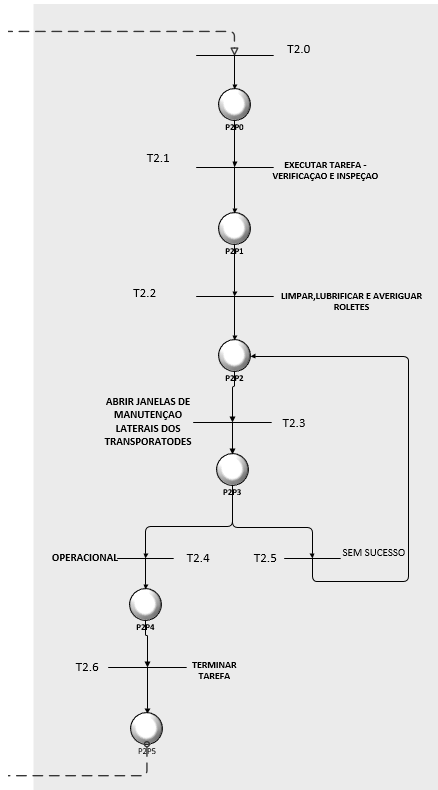 T2.0
P2P0
T2.1
EXECUTAR TAREFA -
VERIFICAÇAO E INSPEÇAO
P2P1
T2.2
LIMPAR,LUBRIFICAR E AVERIGUAR
ROLETES
P2P2
ABRIR JANELAS DE
MANUTENÇAO
LATERAIS DOS
TRANSPORATODES
T2.3
P2P3
OPERACIONAL
T2.4
T2.5
SEM SUCESSO
P2P4
T2.6
TERMINAR
TAREFA
P2P5